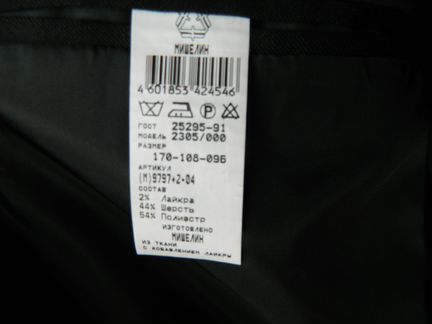 МИШЕЛИН
4 601853 424546
P
ГОСТ 25295-91
МОДЕЛЬ 2305/000
РАЗМЕР
170-108-096
АРТИКУЛ
(М)9797+2-D4
СОСТАВ
2% Лайкра
44% Шерсть
54% Полиэстр
ИЗГОТОВЛЕНО
МИШЕЛИН
ИЗ ТКАНИ
С ДОБАВЛЕНИЕМ ЛАЙКРЫ